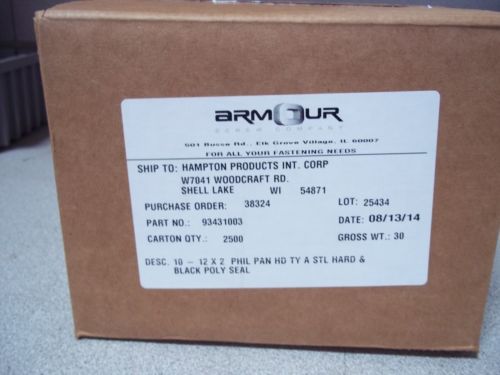 ARMOUR
SCREW COMPANY
501 Busse Rd., Elk Grove Village, IL 60007
FOR ALL YOUR FASTENING NEEDS
SHIP TO: HAMPTON PRODUCTS INT. CORP
W7041 WOODCRAFT RD.
SHELL LAKE WI 54871
PURCHASE ORDER: 38324 LOT: 25434
PART NO.: 93431003 DATE: 08/13/14
CARTON QTY.: 2500 GROSS WT.: 30
DESC. 10 - 12 X 2 PHIL PAN HD TY A STL HARD &
BLACK POLY SEAL